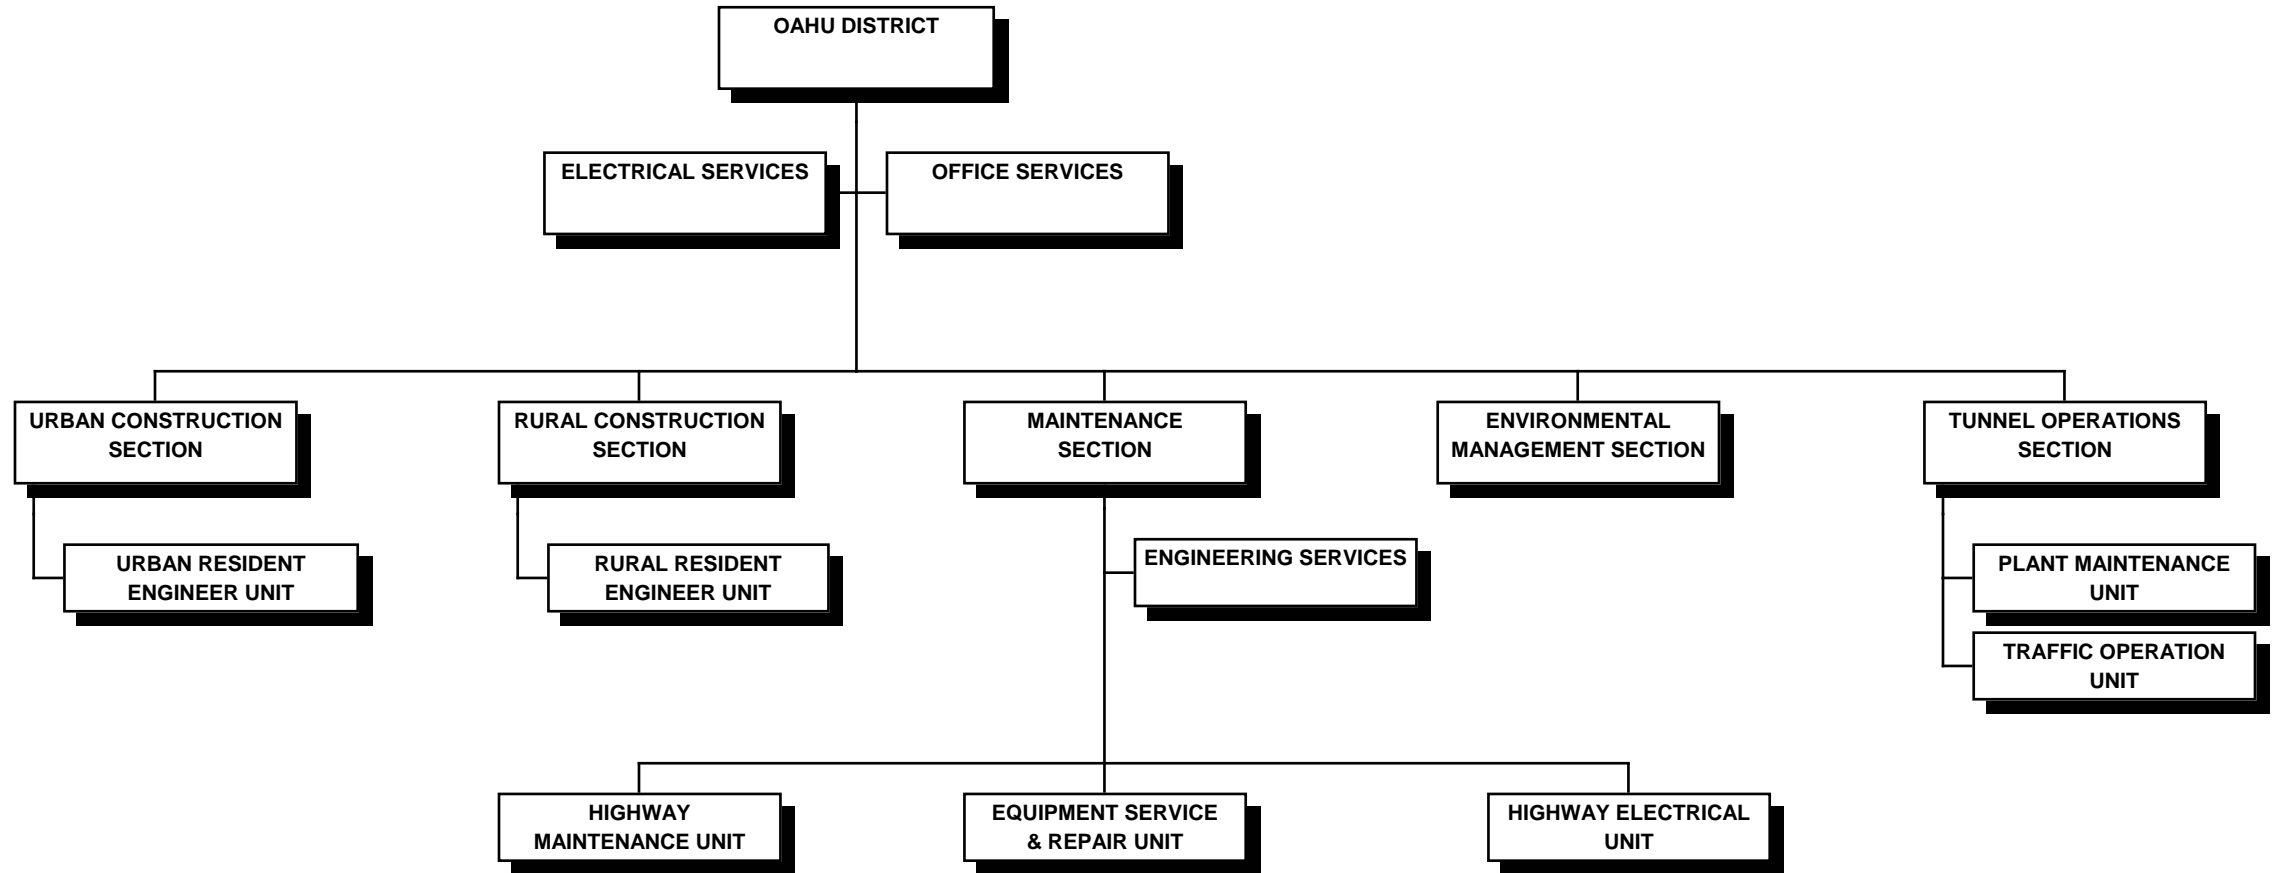 OAHU DISTRICT
ELECTRICAL SERVICES
OFFICE SERVICES
URBAN CONSTRUCTION
SECTION
RURAL CONSTRUCTION
SECTION
MAINTENANCE
SECTION
ENVIRONMENTAL
MANAGEMENT SECTION
TUNNEL OPERATIONS
SECTION
URBAN RESIDENT
ENGINEER UNIT
RURAL RESIDENT
ENGINEER UNIT
ENGINEERING SERVICES
PLANT MAINTENANCE
UNIT
TRAFFIC OPERATION
UNIT
HIGHWAY
MAINTENANCE UNIT
EQUIPMENT SERVICE
& REPAIR UNIT
HIGHWAY ELECTRICAL
UNIT